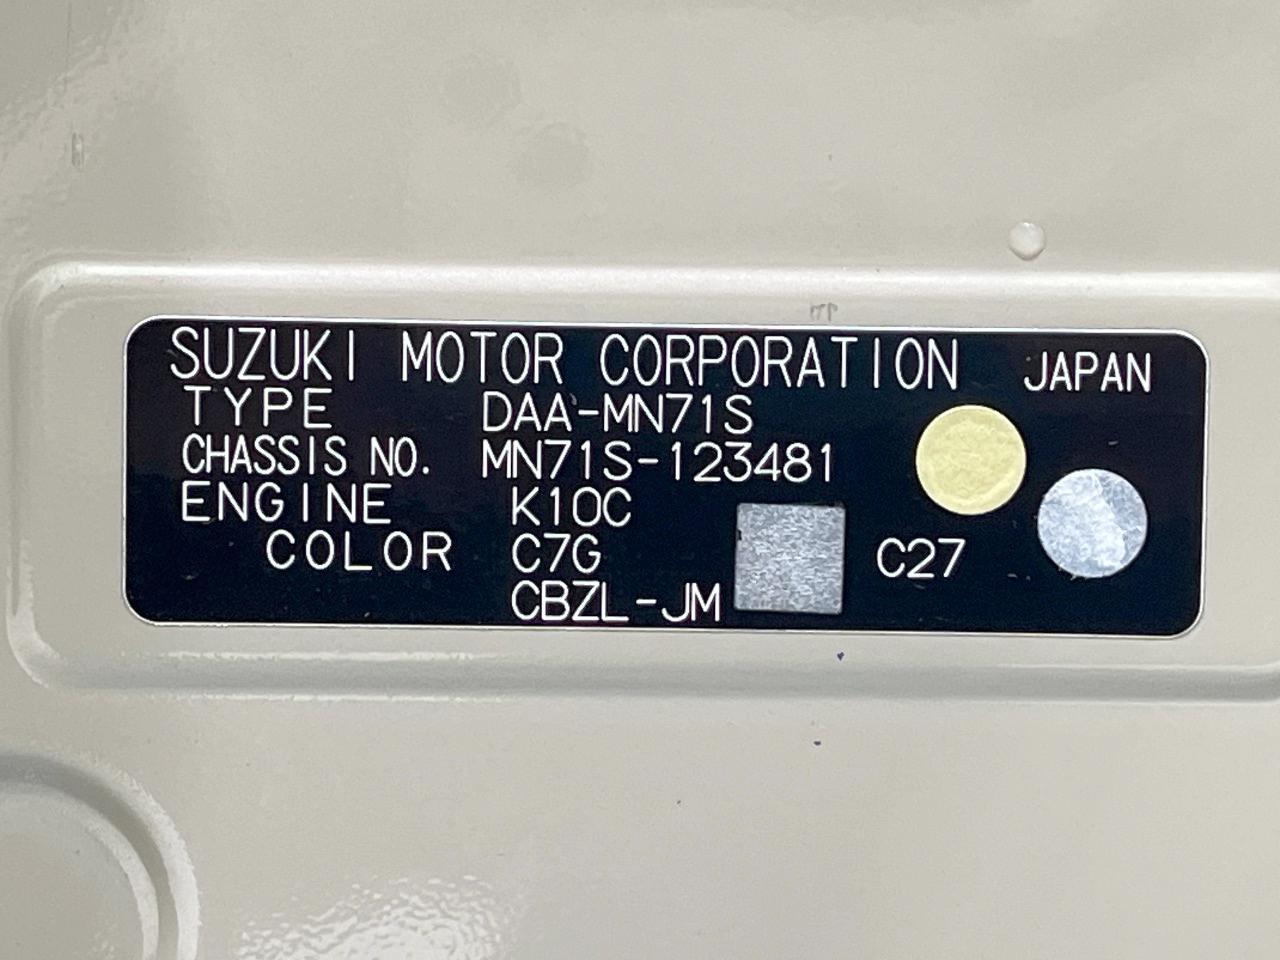 SUZUKI MOTOR CORPORATION JAPAN
TYPE DAA-MN71S
CHASSIS NO. MN71S-123481
ENGINE K10C
COLOR C7G C27
CBZL-JM